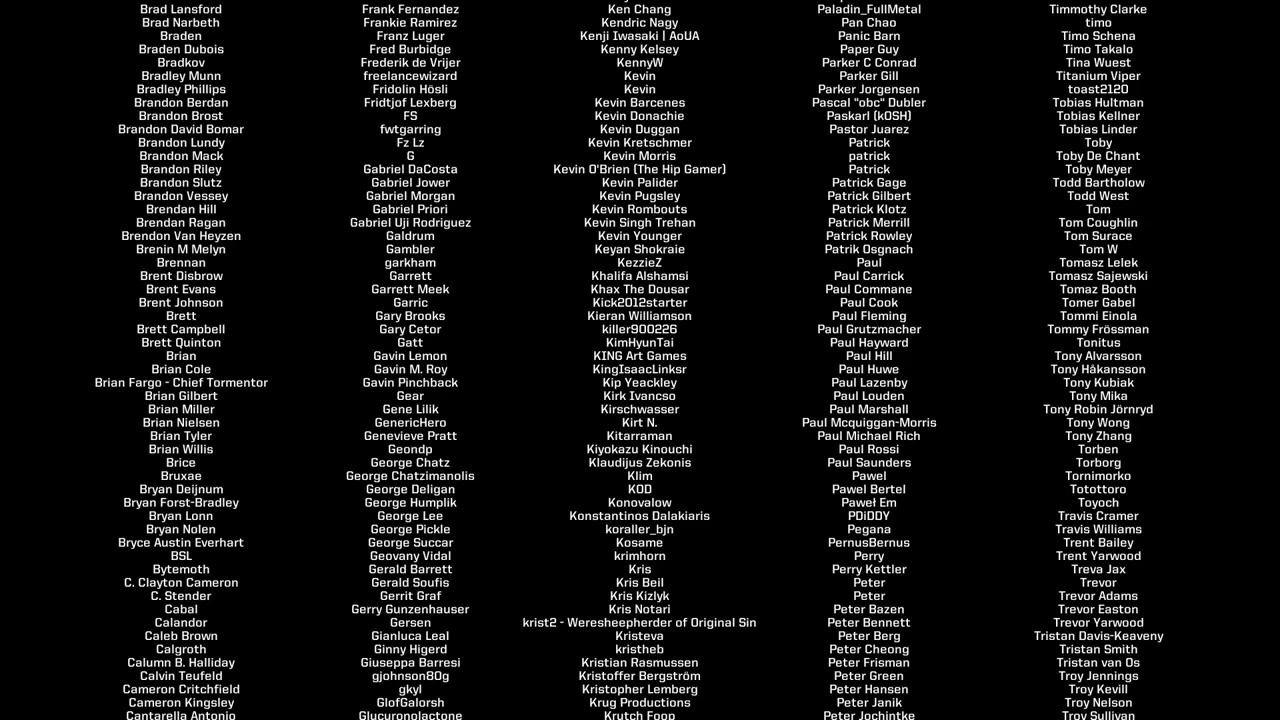 Brad Lansford
Brad Narbeth
Braden
Braden Dubois
Bradkov
Bradley Munn
Bradley Phillips
Brandon Berdan
Brandon Brost
Brandon David Bomar
Brandon Lundy
Brandon Mack
Brandon Riley
Brandon Slutz
Brandon Vessey
Brendan Hill
Brendan Ragan
Brendon Van Heyzen
Brenin M Melyn
Brennan
Brent Disbrow
Brent Evans
Brent Johnson
Brett
Brett Campbell
Brett Quinton
Brian
Brian Cole
Brian Fargo - Chief Tormentor
Brian Gilbert
Brian Miller
Brian Nielsen
Brian Tyler
Brian Willis
Brice
Bruxae
Bryan Deijnum
Bryan Forst-Bradley
Bryan Lonn
Bryan Nolen
Bryce Austin Everhart
BSL
Bytemoth
C. Clayton Cameron
C. Stender
Cabal
Calandor
Caleb Brown
Calgroth
Calumn B. Halliday
Calvin Teufeld
Cameron Critchfield
Cameron Kingsley
Cantarella Antonio
Frank Fernandez
Frankie Ramirez
Franz Luger
Fred Burbidge
Frederik de Vrijer
freelancewizard
Fridolin Hösli
Fridtjof Lexberg
FS
fwtgarring
Fz Lz
G
Gabriel DaCosta
Gabriel Jower
Gabriel Morgan
Gabriel Priori
Gabriel Uji Rodriguez
Galdrum
Gambler
garkham
Garrett
Garrett Meek
Garric
Gary Brooks
Gary Cetor
Gatt
Gavin Lemon
Gavin M. Roy
Gavin Pinchback
Gear
Gene Lilik
GenericHero
Genevieve Pratt
Geondp
George Chatz
George Chatzimanolis
George Deligan
George Humplik
George Lee
George Pickle
George Succar
Geovany Vidal
Gerald Barrett
Gerald Soufis
Gerrit Graf
Gerry Gunzenhauser
Gersen
Gianluca Leal
Ginny Higerd
Giuseppa Barresi
gjohnson80g
gkyl
GlofGalorsh
Glucuronolactone
Ken Chang
Kendric Nagy
Kenji Iwasaki | AoUA
Kenny Kelsey
KennyW
Kevin
Kevin
Kevin Barcenes
Kevin Donachie
Kevin Duggan
Kevin Kretschmer
Kevin Morris
Kevin O'Brien (The Hip Gamer)
Kevin Palider
Kevin Pugsley
Kevin Rombouts
Kevin Singh Trehan
Kevin Younger
Keyan Shokraie
KezzieZ
Khalifa Alshamsi
Khax The Dousar
Kick2012starter
Kieran Williamson
killer900226
KimHyunTai
KING Art Games
KingIsaacLinksr
Kip Yeackley
Kirk Ivancso
Kirschwasser
Kirt N.
Kitarraman
Kiyokazu Kinouchi
Klaudijus Zekonis
Klim
KOD
Konovalow
Konstantinos Dalakiaris
koraller_bjn
Kosame
krimhorn
Kris
Kris Beil
Kris Kizlyk
Kris Notari
krist2 - Weresheepherder of Original Sin
Kristeva
kristheb
Kristian Rasmussen
Kristoffer Bergström
Kristopher Lemberg
Krug Productions
Krutch Foop
Paladin_FullMetal
Pan Chao
Panic Barn
Paper Guy
Parker C Conrad
Parker Gill
Parker Jorgensen
Pascal "obc" Dubler
Paskarl (kOSH)
Pastor Juarez
Patrick
patrick
Patrick
Patrick Gage
Patrick Gilbert
Patrick Klotz
Patrick Merrill
Patrick Rowley
Patrik Osgnach
Paul
Paul Carrick
Paul Commane
Paul Cook
Paul Fleming
Paul Grutzmacher
Paul Hayward
Paul Hill
Paul Huwe
Paul Lazenby
Paul Louden
Paul Marshall
Paul Mcquiggan-Morris
Paul Michael Rich
Paul Rossi
Paul Saunders
Pawel
Pawel Bertel
Paweł Em
PDiDDY
Pegana
PernusBernus
Perry
Perry Kettler
Peter
Peter
Peter Bazen
Peter Bennett
Peter Berg
Peter Cheong
Peter Frisman
Peter Green
Peter Hansen
Peter Janik
Peter Jochintke
Timmothy Clarke
timo
Timo Schena
Timo Takalo
Tina Wuest
Titanium Viper
toast2120
Tobias Hultman
Tobias Kellner
Tobias Linder
Toby
Toby De Chant
Toby Meyer
Todd Bartholow
Todd West
Tom
Tom Coughlin
Tom Surace
Tom W
Tomasz Lelek
Tomasz Sajewski
Tomaz Booth
Tomer Gabel
Tommi Einola
Tommy Frössman
Tonitus
Tony Alvarsson
Tony Håkansson
Tony Kubiak
Tony Mika
Tony Robin Jörnryd
Tony Wong
Tony Zhang
Torben
Torborg
Tornimorko
Totottoro
Toyoch
Travis Cramer
Travis Williams
Trent Bailey
Trent Yarwood
Treva Jax
Trevor
Trevor Adams
Trevor Easton
Trevor Yarwood
Tristan Davis-Keaveny
Tristan Smith
Tristan van Os
Troy Jennings
Troy Kevill
Troy Nelson
Troy Sullivan